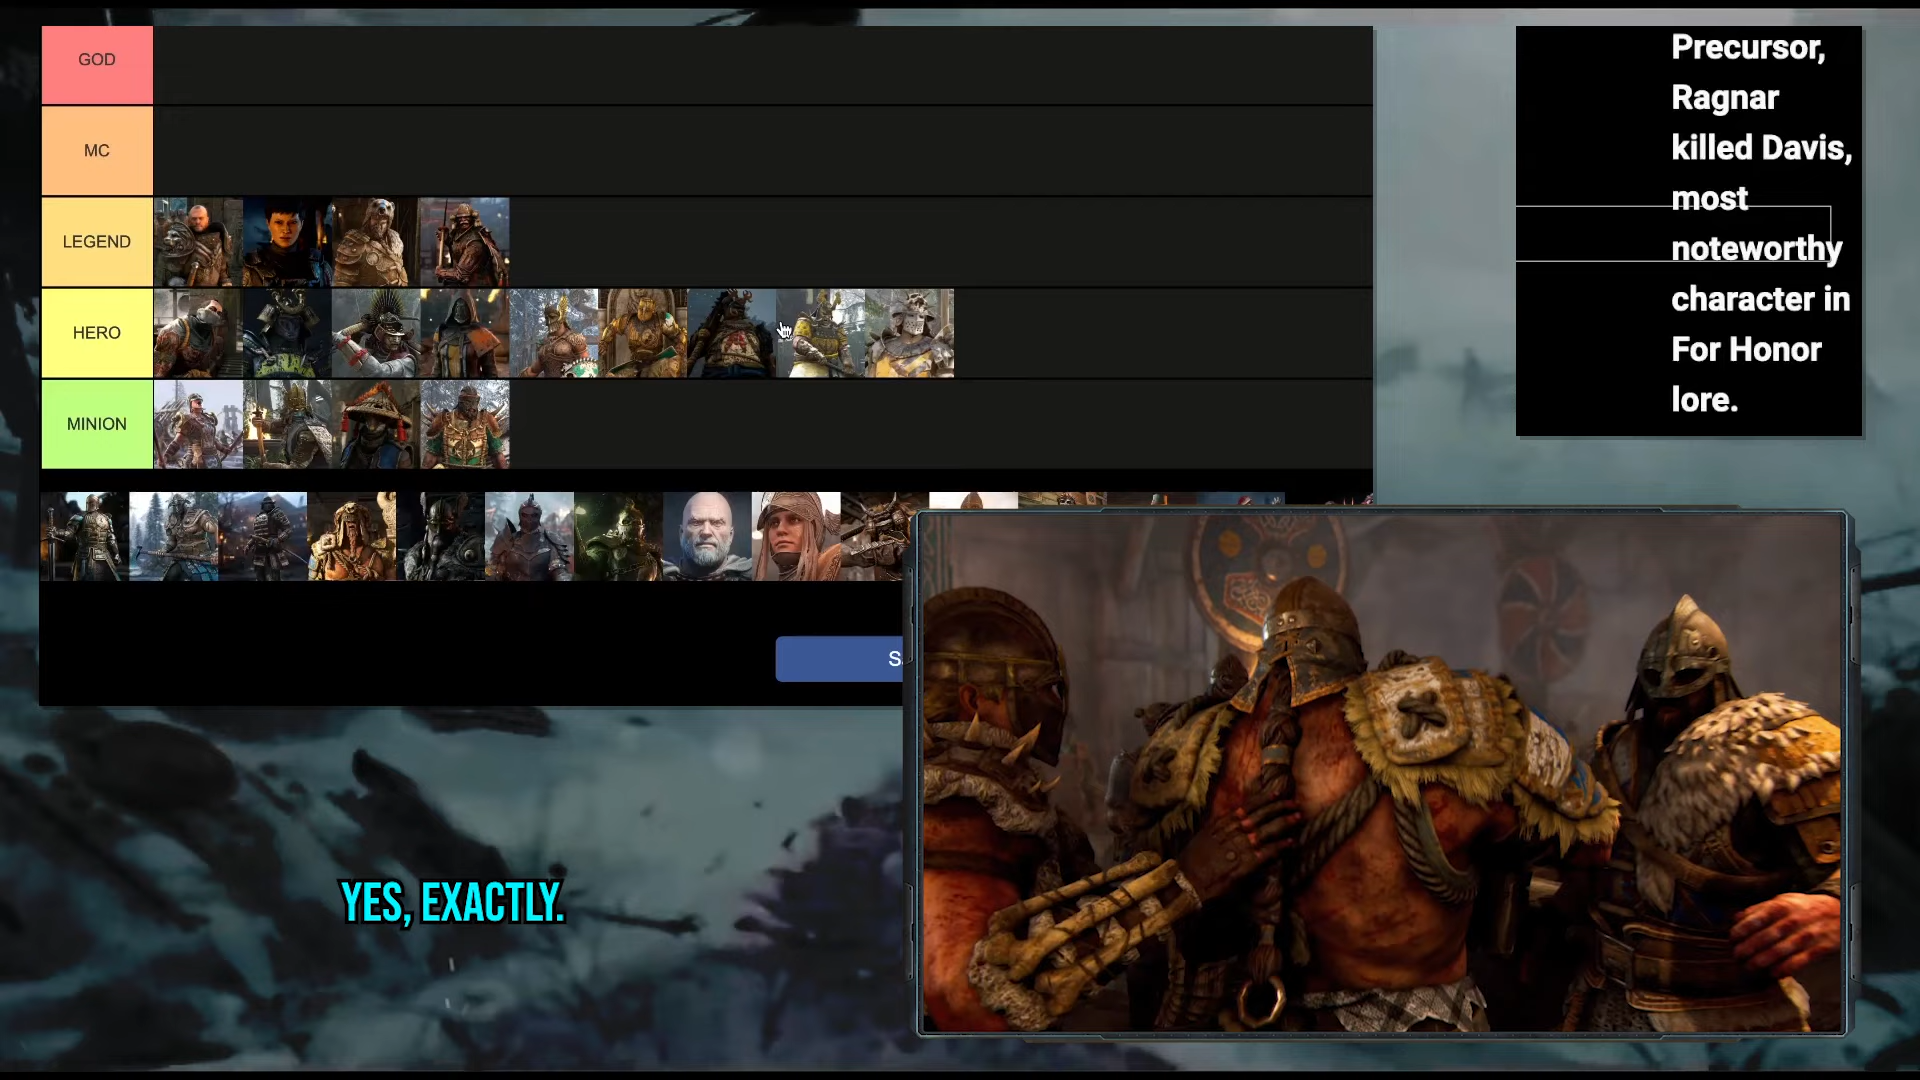 GOD
MC
LEGEND
HERO
MINION
Precursor,
Ragnar
killed Davis,
most
noteworthy
character in
For Honor
lore.
S
YES, EXACTLY.